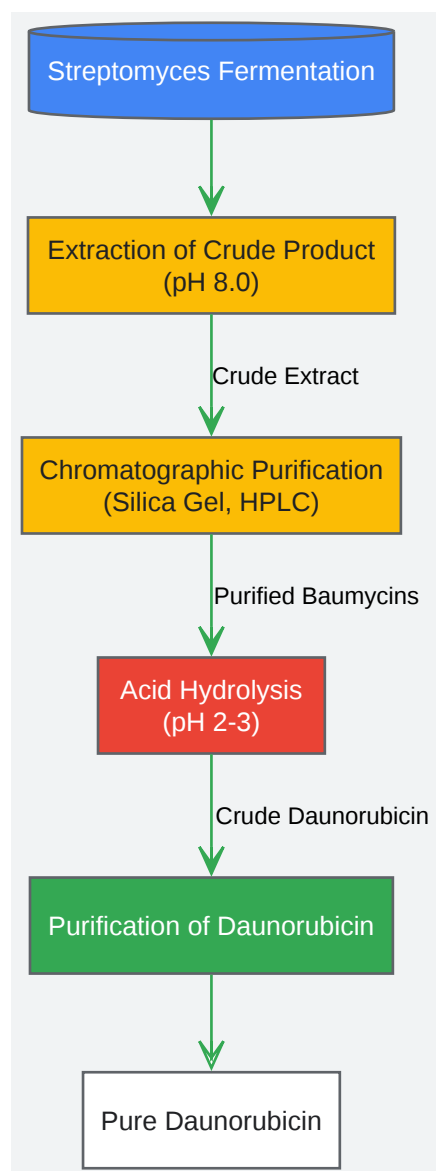 Streptomyces Fermentation
Extraction of Crude Product
(pH 8.0)
Crude Extract
Chromatographic Purification
(Silica Gel, HPLC)
Purified Baumycins
Acid Hydrolysis
(pH 2-3)
Crude Daunorubicin
Purification of Daunorubicin
Pure Daunorubicin